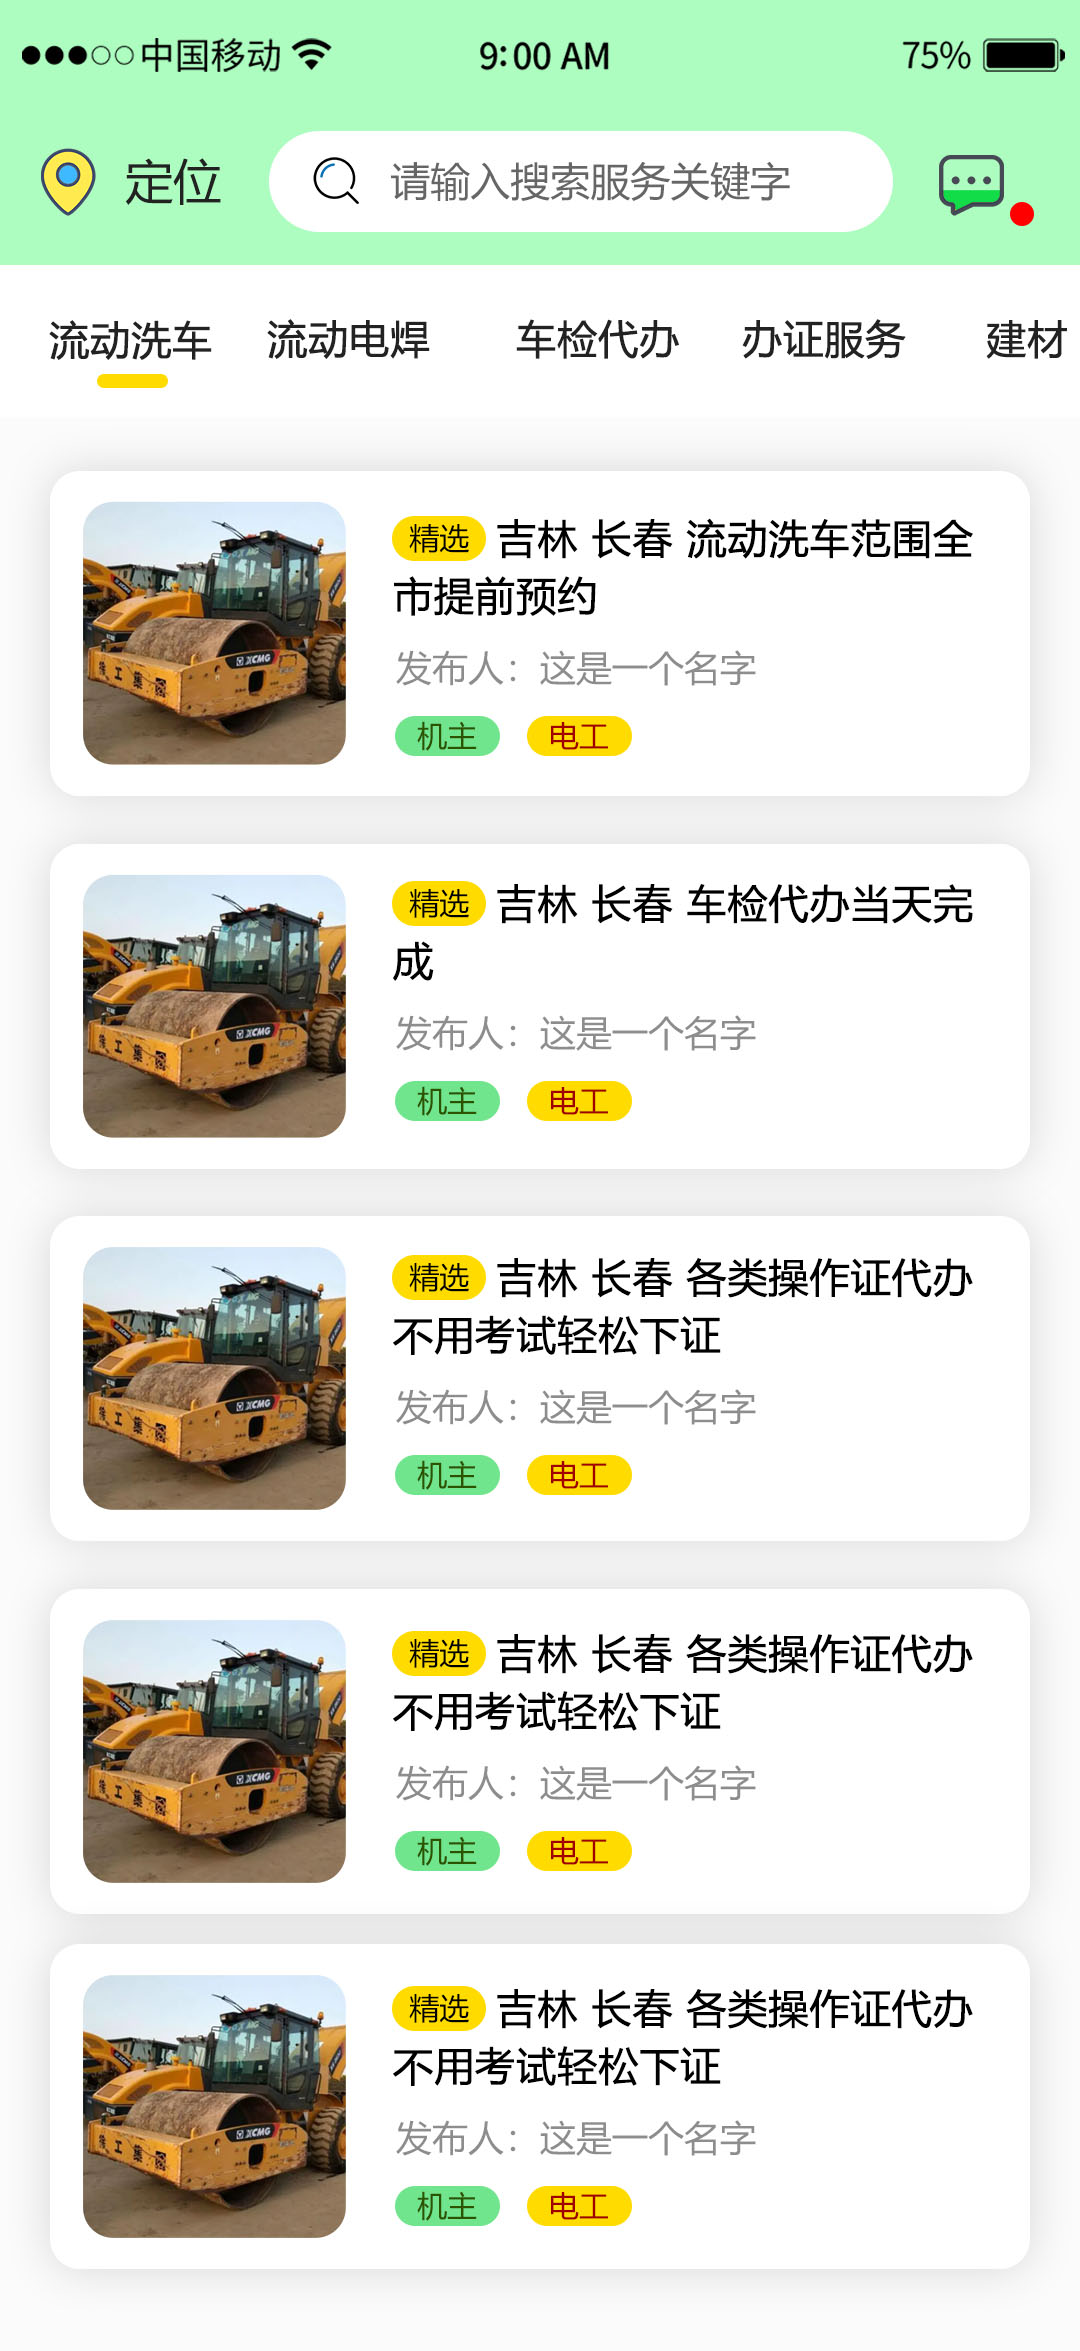 中国移动 9:00 AM 75%
定位 请输入搜索服务关键字
流动洗车 流动电焊 车检代办 办证服务 建材
精选 吉林 长春 流动洗车范围全
市提前预约
发布人：这是一个名字
机主 电工
XCMG
精选 吉林 长春 车检代办当天完
成
发布人：这是一个名字
机主 电工
XCMG
精选 吉林 长春 各类操作证代办
不用考试轻松下证
发布人：这是一个名字
机主 电工
XCMG
精选 吉林 长春 各类操作证代办
不用考试轻松下证
发布人：这是一个名字
机主 电工
XCMG
精选 吉林 长春 各类操作证代办
不用考试轻松下证
发布人：这是一个名字
机主 电工
XCMG